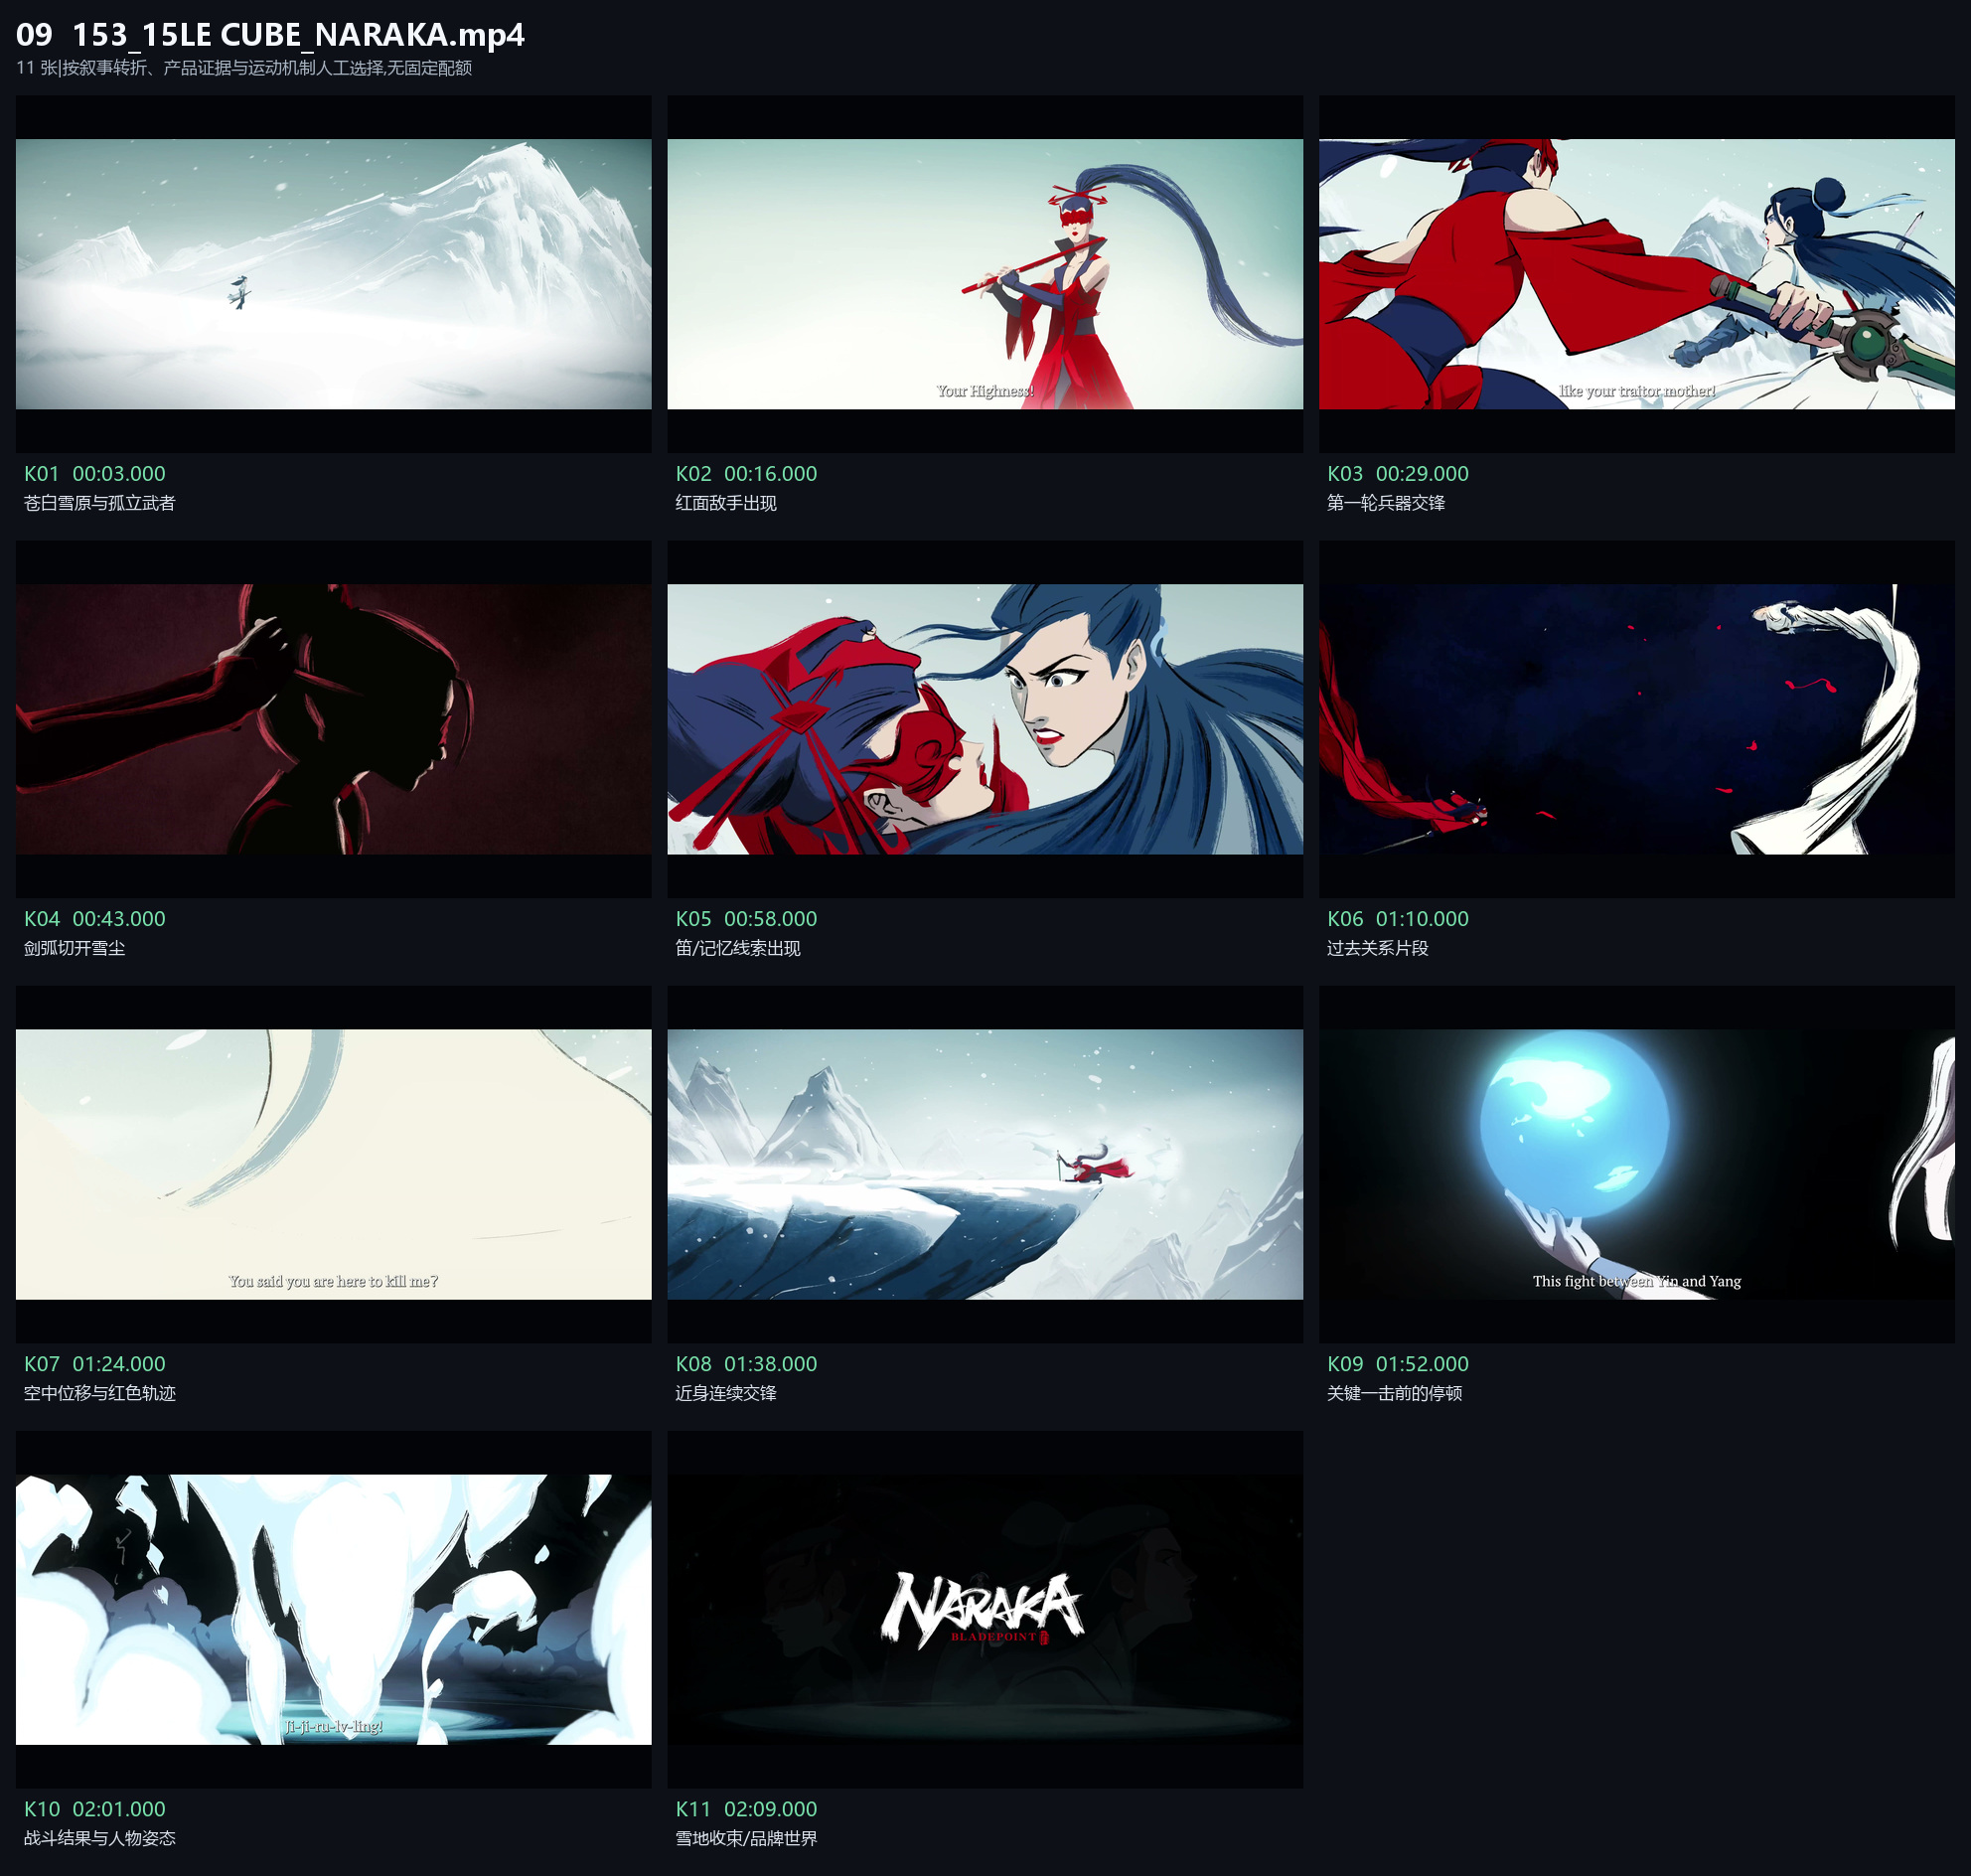 09 153_15LE CUBE_NARAKA.mp4
11 张|按叙事转折、产品证据与运动机制人工选择,无固定配额
Your Highness!
like your traitor mother!
K01 00:03.000
K02 00:16.000
K03 00:29.000
苍白雪原与孤立武者
红面敌手出现
第一轮兵器交锋
K04 00:43.000
K05 00:58.000
K06 01:10.000
剑弧切开雪尘
笛/记忆线索出现
过去关系片段
You said you are here to kill me?
This fight between Yin and Yang
K07 01:24.000
K08 01:38.000
K09 01:52.000
空中位移与红色轨迹
近身连续交锋
关键一击前的停顿
NARAKA
BLADEPOINT
Ji-ji-ru-lv-ling!
K10 02:01.000
K11 02:09.000
战斗结果与人物姿态
雪地收束/品牌世界